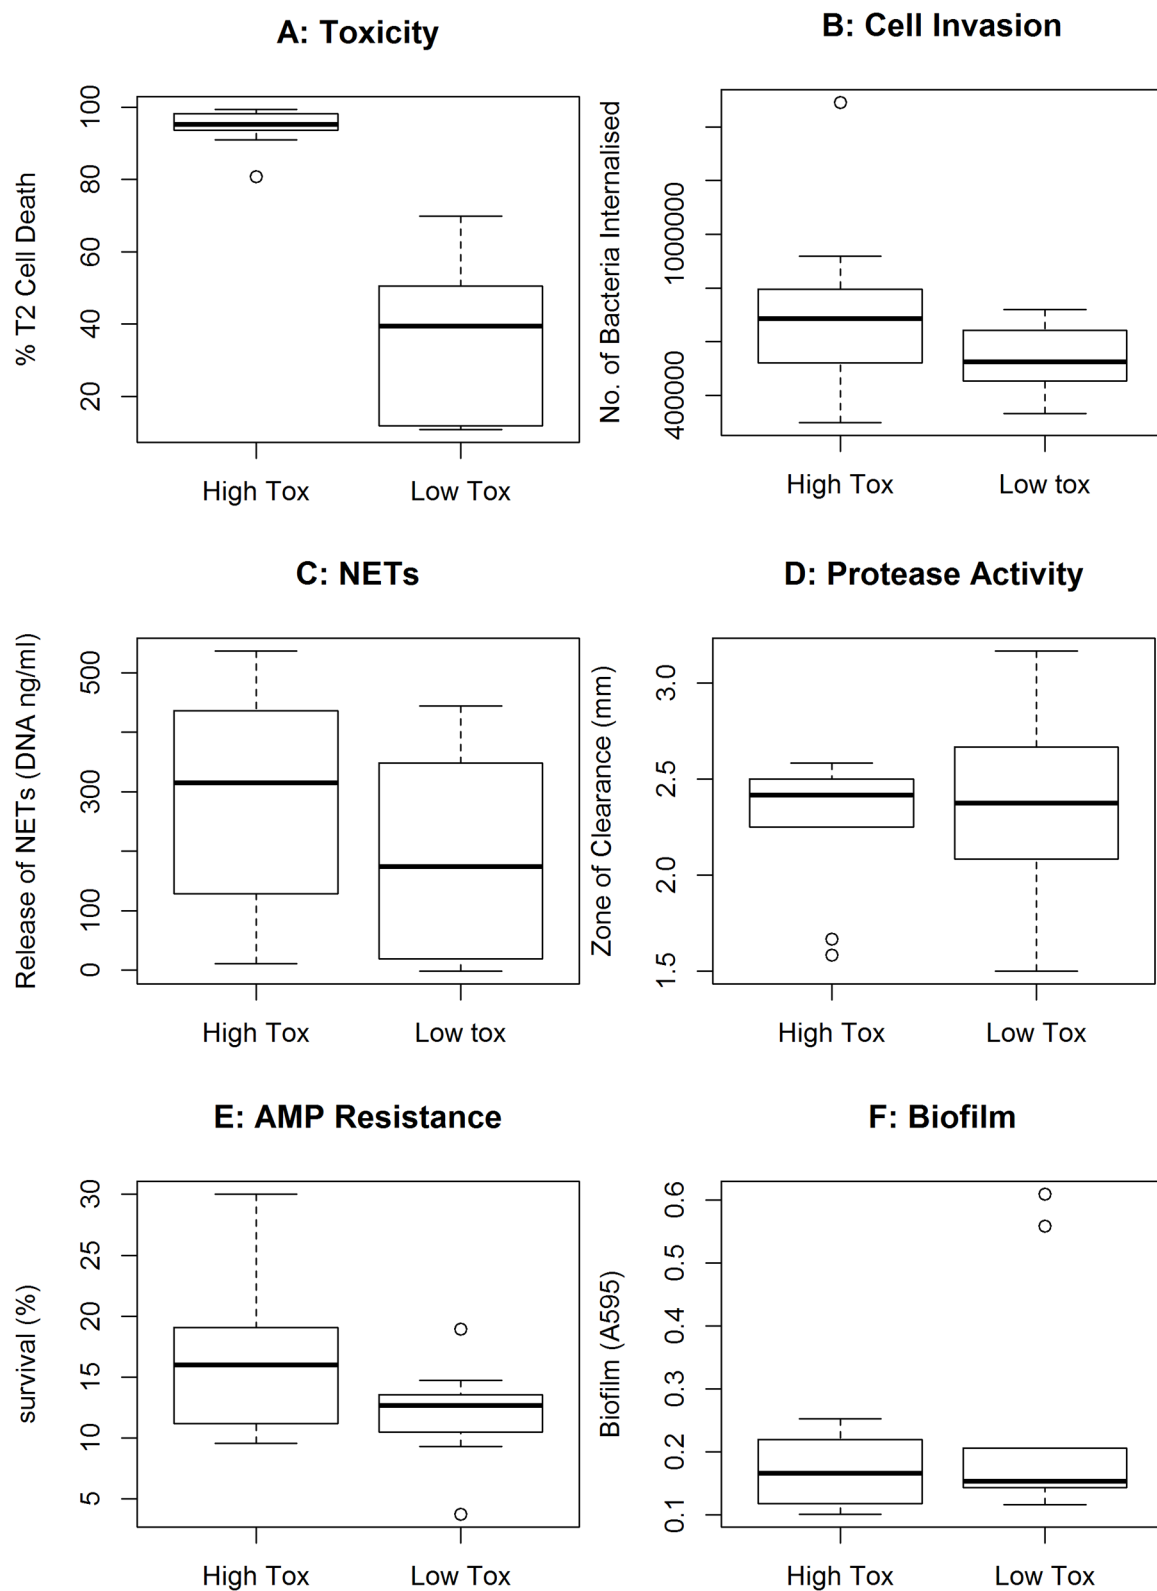 A: Toxicity
% T2 Cell Death
100
80
60
40
20
High Tox
Low Tox
B: Cell Invasion
No. of Bacteria Internalised
1000000
400000
High Tox
Low tox
C: NETs
Release of NETs (DNA ng/ml)
500
300
100
0
High Tox
Low tox
D: Protease Activity
Zone of Clearance (mm)
3.0
2.5
2.0
1.5
High Tox
Low Tox
E: AMP Resistance
survival (%)
30
25
20
15
10
5
High Tox
Low Tox
F: Biofilm
Biofilm (A595)
0.6
0.5
0.4
0.3
0.2
0.1
High Tox
Low Tox